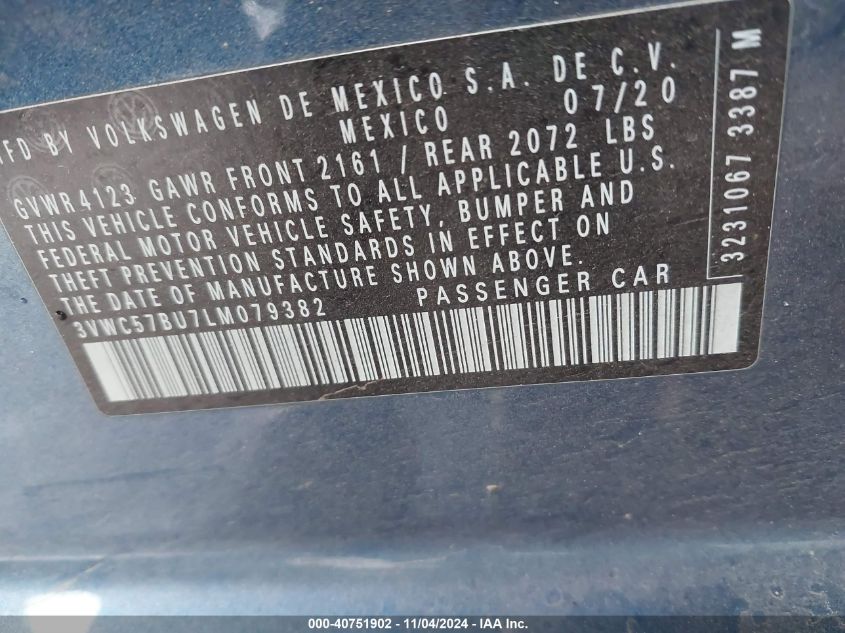 MFD BY VOLKSWAGEN DE MEXICO S.A. DE C.V.
MEXICO 07/20
GVWR 4123 GAWR FRONT 2161 / REAR 2072 LBS
THIS VEHICLE CONFORMS TO ALL APPLICABLE U.S.
FEDERAL MOTOR VEHICLE SAFETY, BUMPER AND
THEFT PREVENTION STANDARDS IN EFFECT ON
THE DATE OF MANUFACTURE SHOWN ABOVE.
3VWC57BU7LM079382 PASSENGER CAR
3231067 3387 M
000-40751902 - 11/04/2024 - IAA Inc.